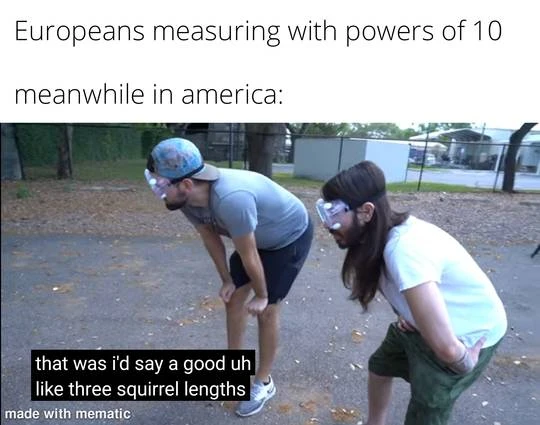 Europeans measuring with powers of 10
meanwhile in america:
that was i'd say a good uh
like three squirrel lengths
made with mematic